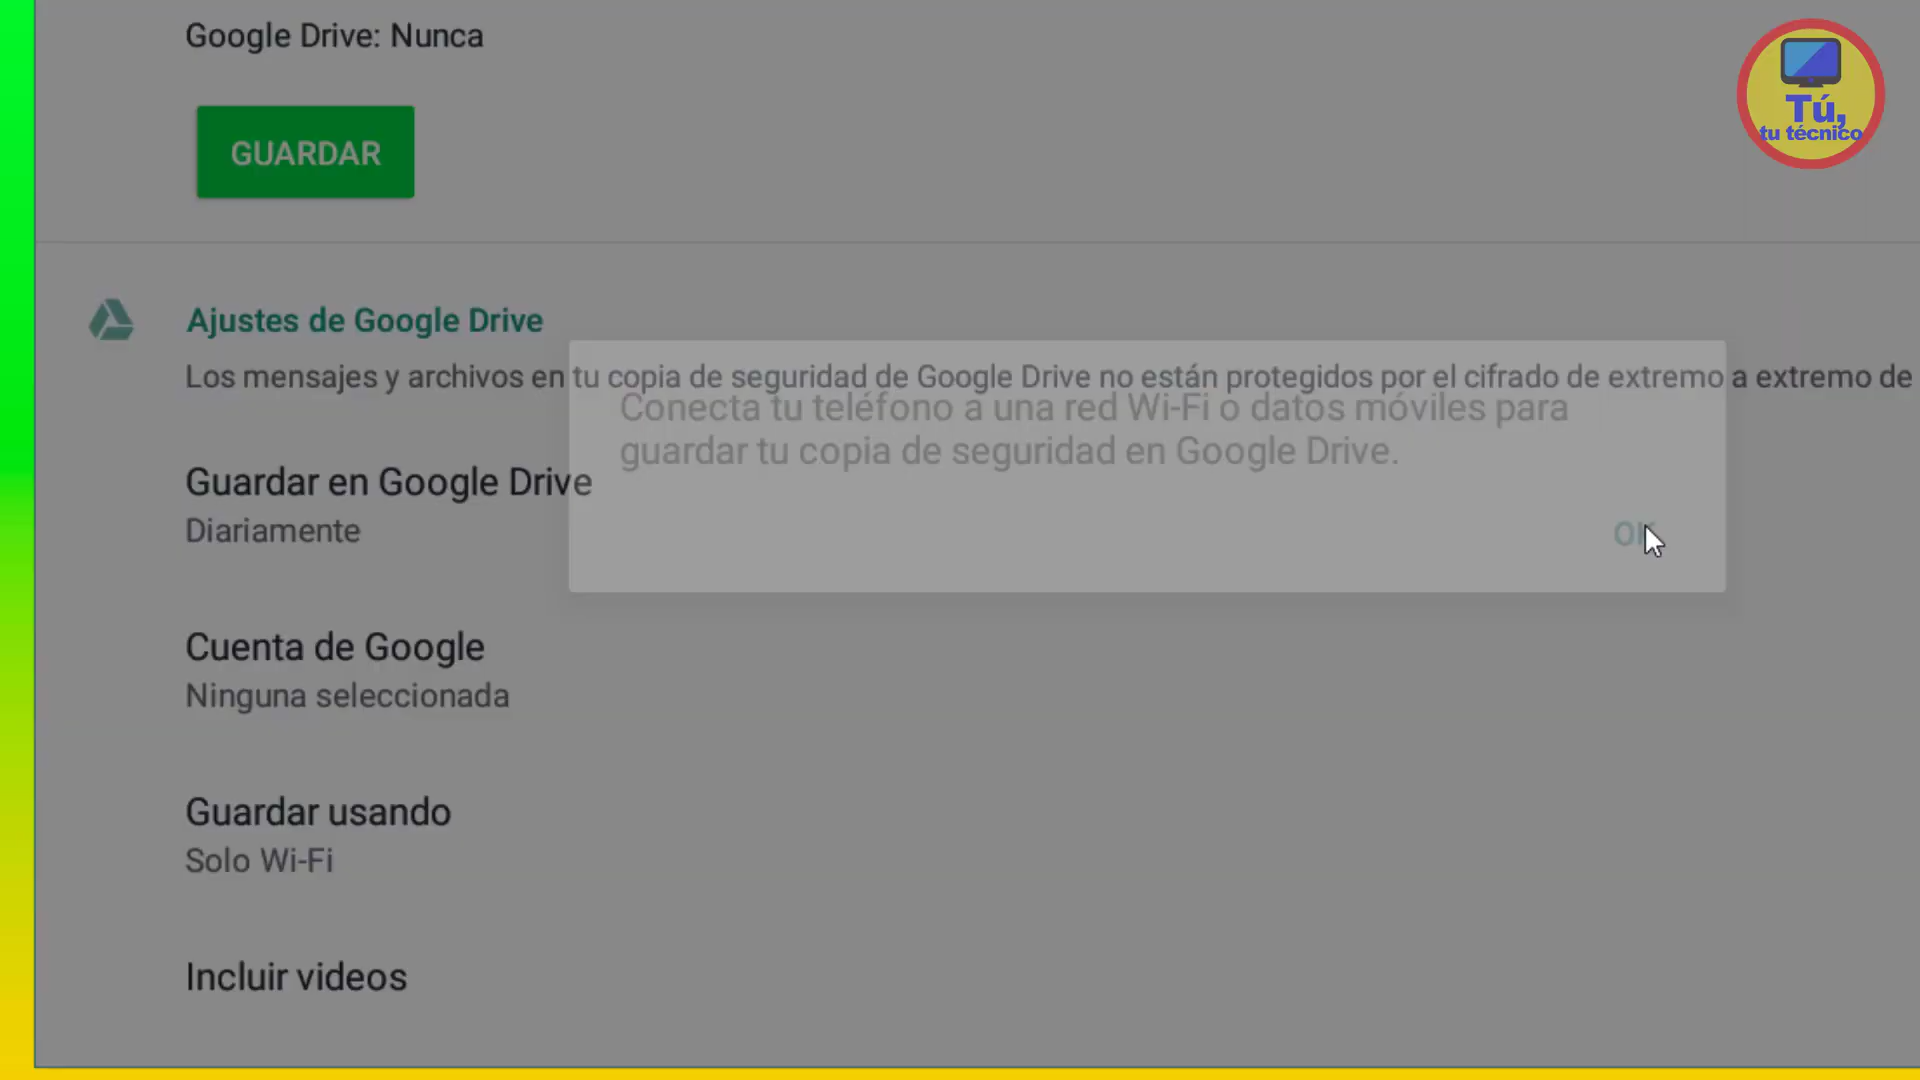 Google Drive: Nunca
Tú,
tu técnico
GUARDAR
Ajustes de Google Drive
Los mensajes y archivos en tu copia de seguridad de Google Drive no están protegidos por el cifrado de extremo a extremo de
Conecta tu teléfono a una red Wi-Fi o datos móviles para
guardar tu copia de seguridad en Google Drive.
Guardar en Google Drive
Diariamente
OK
Cuenta de Google
Ninguna seleccionada
Guardar usando
Solo Wi-Fi
Incluir videos